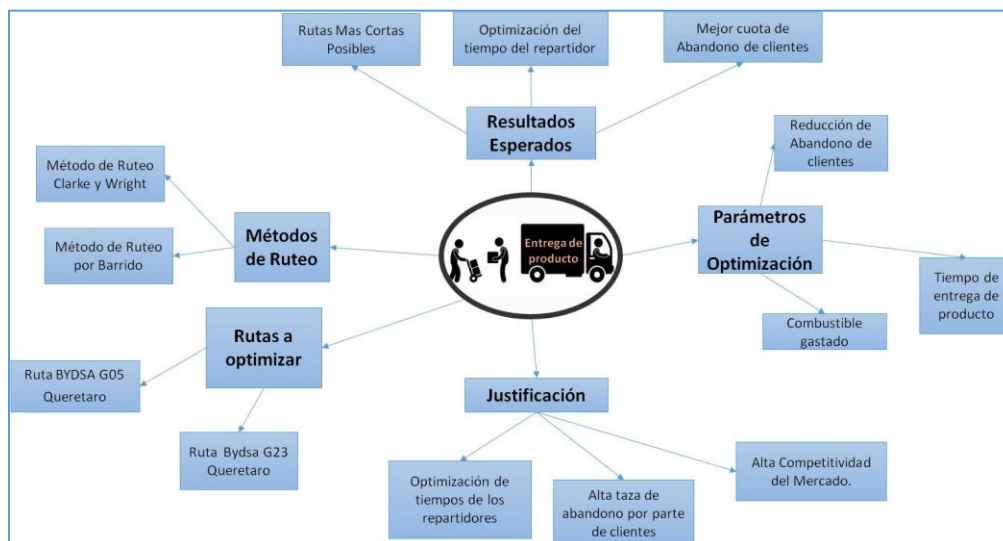 Rutas Mas Cortas
Posibles
Optimización del
tiempo del repartidor
Mejor cuota de
Abandono de clientes
Resultados
Esperados
Reducción de
Abandono de
clientes
Método de Ruteo
Clarke y Wright
Métodos
de Ruteo
Método de Ruteo
por Barrido
Entrega de
producto
Parámetros
de
Optimización
Tiempo de
entrega de
producto
Combustible
gastado
Rutas a
optimizar
Ruta BYDSA G05
Queretaro
Ruta Bydsa G23
Queretaro
Justificación
Optimización de
tiempos de los
repartidores
Alta taza de
abandono por parte
de clientes
Alta Competitividad
del Mercado.